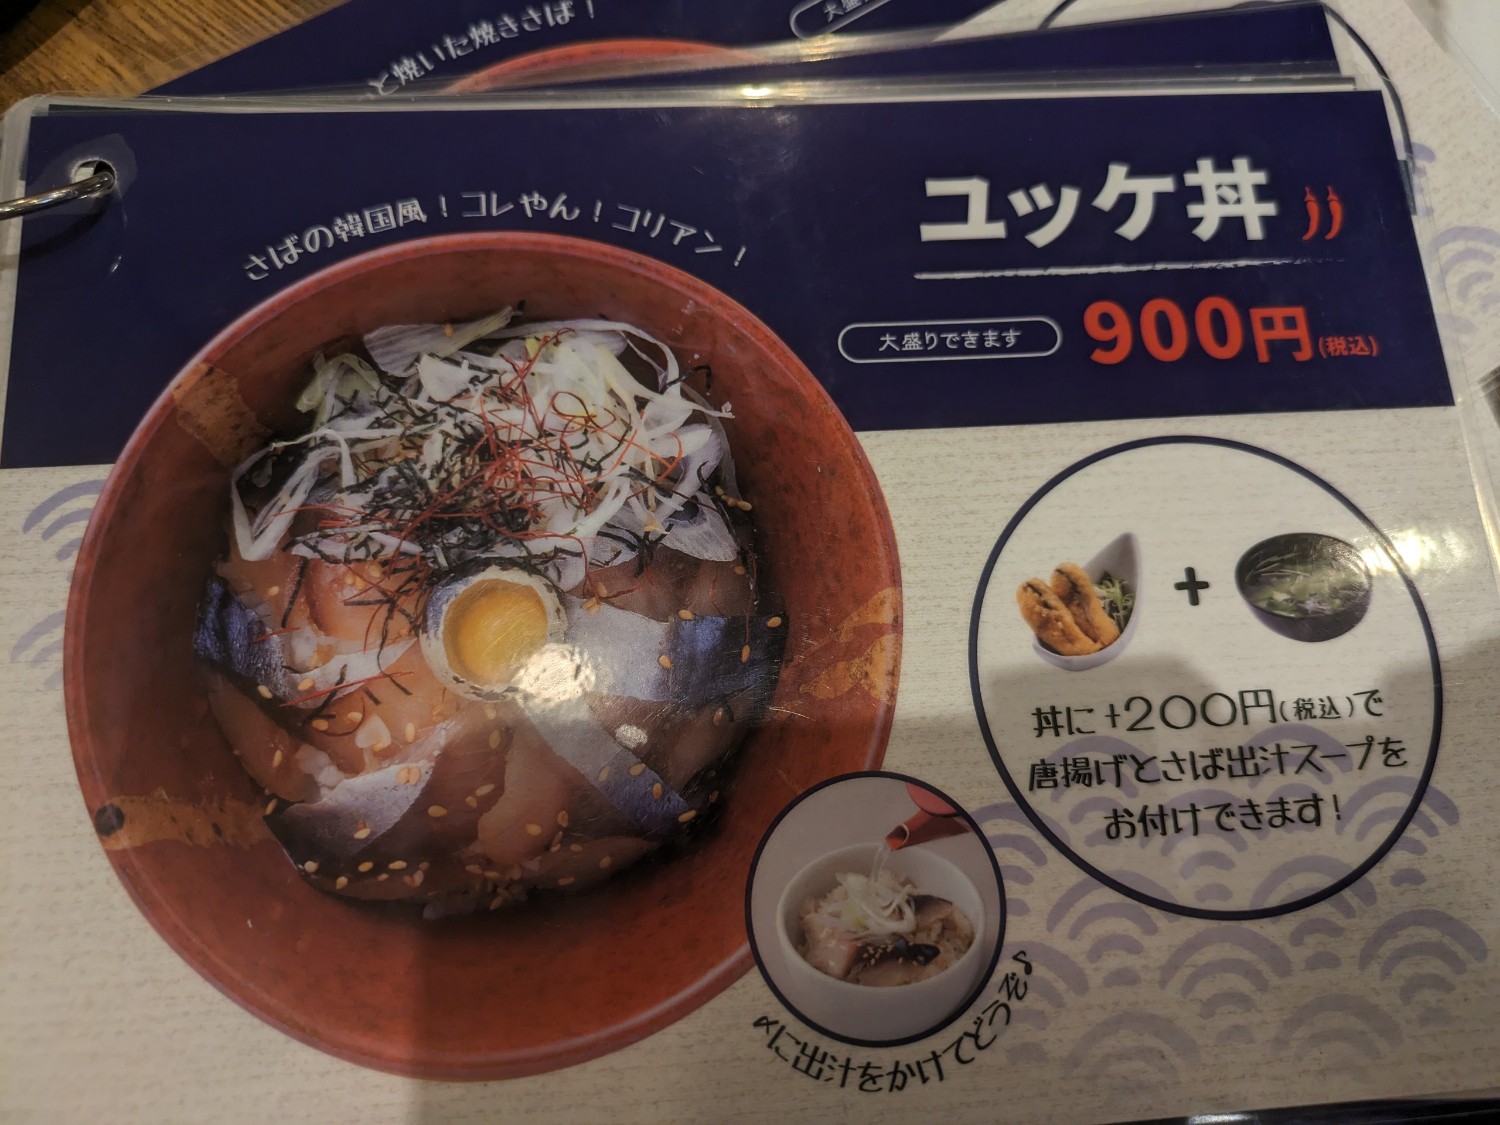 と焼いた焼きさば！
大盛
さばの韓国風！コレやん！コリアン！
ユッケ丼
大盛りできます
900円(税込)
+
丼に+200円(税込)で
唐揚げとさば出汁スープを
お付けできます！
〆に出汁をかけてどうぞ♪